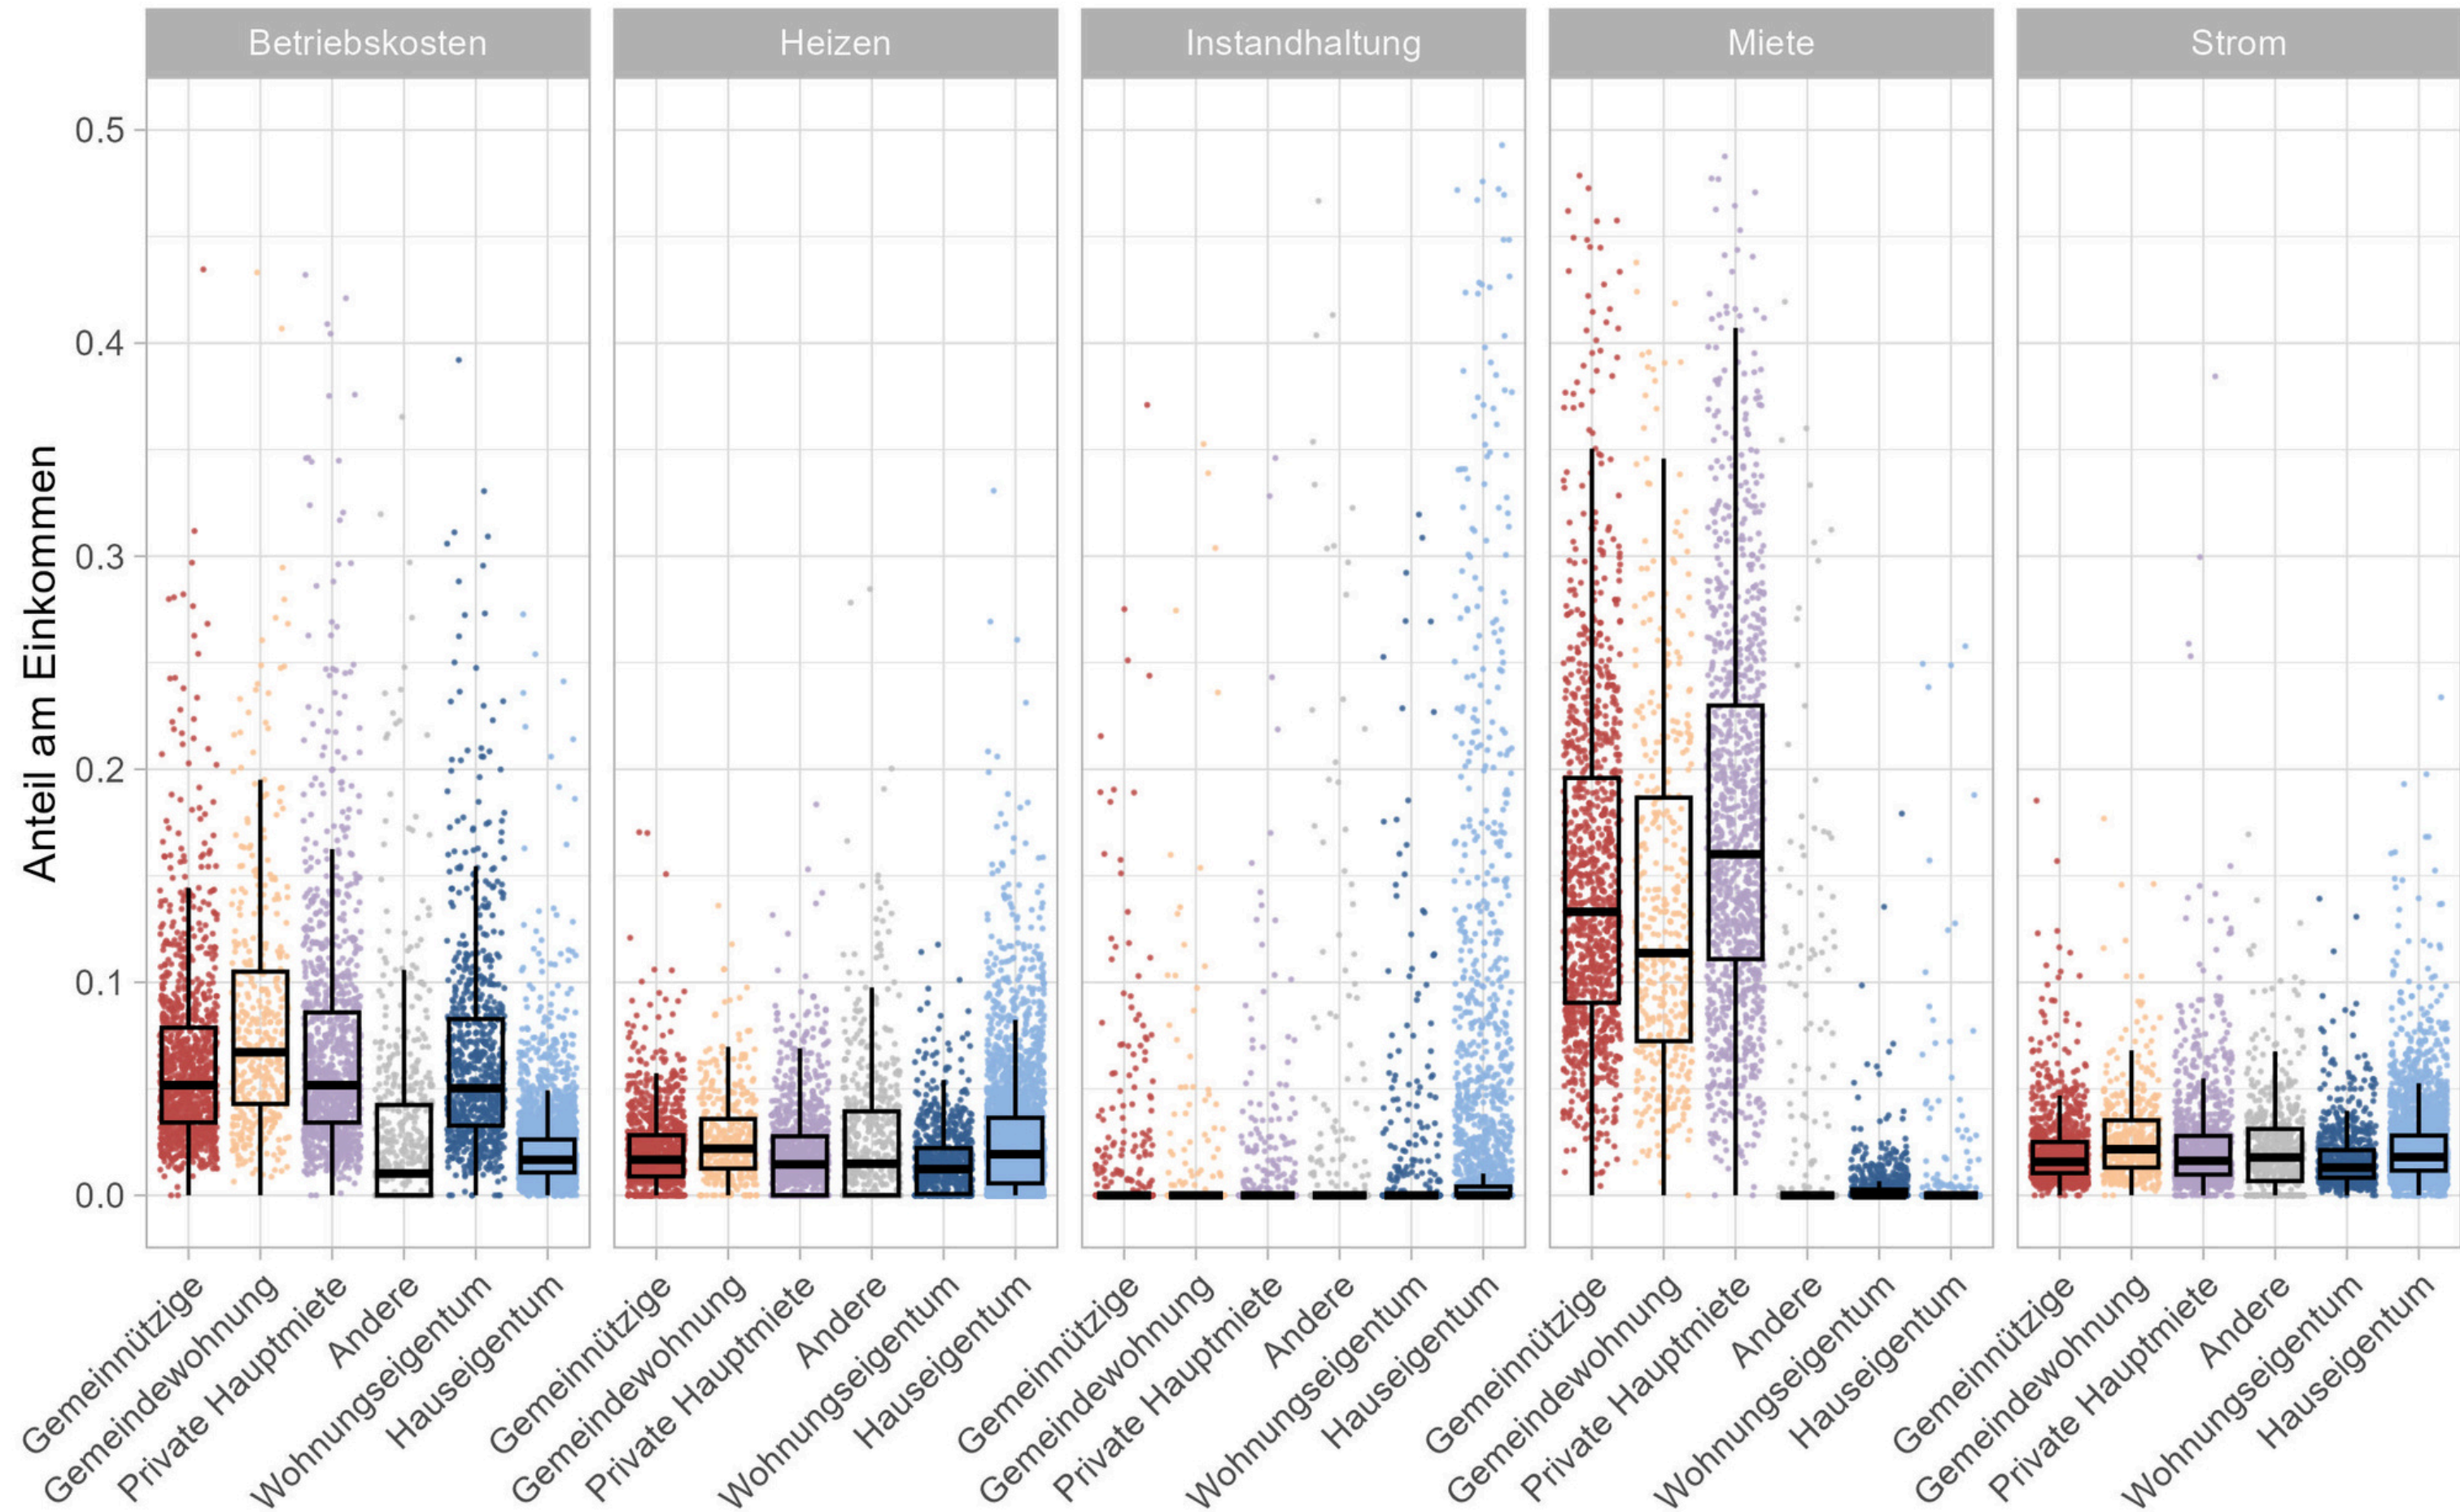 Betriebskosten
Heizen
Instandhaltung
Miete
Strom
Anteil am Einkommen
0.5
0.4
0.3
0.2
0.1
0.0
Gemeinnützige
Gemeindewohnung
Private Hauptmiete
Andere
Wohnungseigentum
Hauseigentum
Gemeinnützige
Gemeindewohnung
Private Hauptmiete
Andere
Wohnungseigentum
Hauseigentum
Gemeinnützige
Gemeindewohnung
Private Hauptmiete
Andere
Wohnungseigentum
Hauseigentum
Gemeinnützige
Gemeindewohnung
Private Hauptmiete
Andere
Wohnungseigentum
Hauseigentum
Gemeinnützige
Gemeindewohnung
Private Hauptmiete
Andere
Wohnungseigentum
Hauseigentum